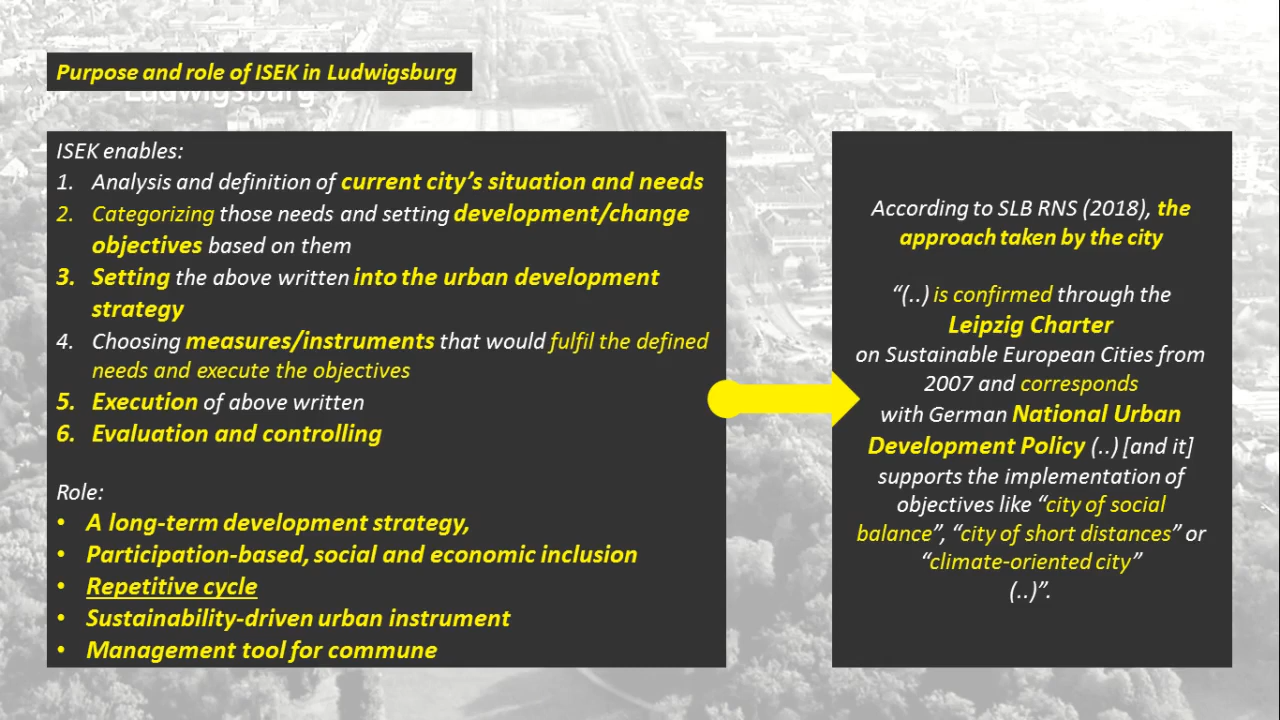 Purpose and role of ISEK in Ludwigsburg
Ludwigsburg
ISEK enables:
1. Analysis and definition of current city's situation and needs
2. Categorizing those needs and setting development/change
objectives based on them
3. Setting the above written into the urban development
strategy
4. Choosing measures/instruments that would fulfil the defined
needs and execute the objectives
5. Execution of above written
6. Evaluation and controlling
Role:
• A long-term development strategy,
• Participation-based, social and economic inclusion
• Repetitive cycle
• Sustainability-driven urban instrument
• Management tool for commune
According to SLB RNS (2018), the
approach taken by the city
“(..) is confirmed through the
Leipzig Charter
on Sustainable European Cities from
2007 and corresponds
with German National Urban
Development Policy (..) [and it]
supports the implementation of
objectives like “city of social
balance”, “city of short distances” or
“climate-oriented city”
(..)”.